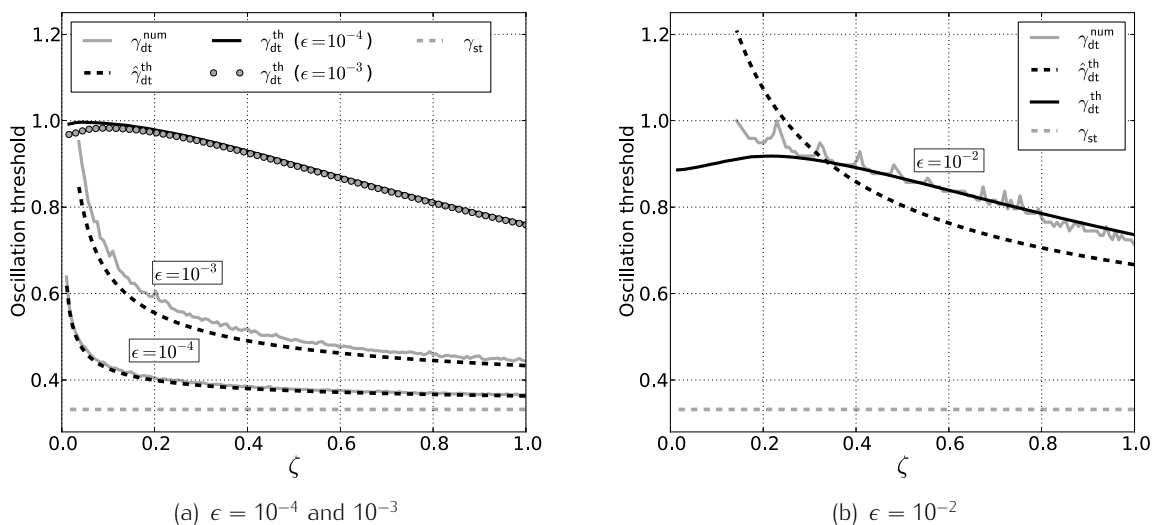 γ_dt^num
γ̂_dt^th
γ_dt^th (ϵ=10⁻⁴)
γ_dt^th (ϵ=10⁻³)
γ_st
Oscillation threshold
1.2
1.0
0.8
0.6
0.4
ϵ=10⁻³
ϵ=10⁻⁴
0.0 0.2 0.4 0.6 0.8 1.0
ζ
(a) ϵ = 10⁻⁴ and 10⁻³
γ_dt^num
γ̂_dt^th
γ_dt^th
γ_st
Oscillation threshold
1.2
1.0
0.8
0.6
0.4
ϵ=10⁻²
0.0 0.2 0.4 0.6 0.8 1.0
ζ
(b) ϵ = 10⁻²